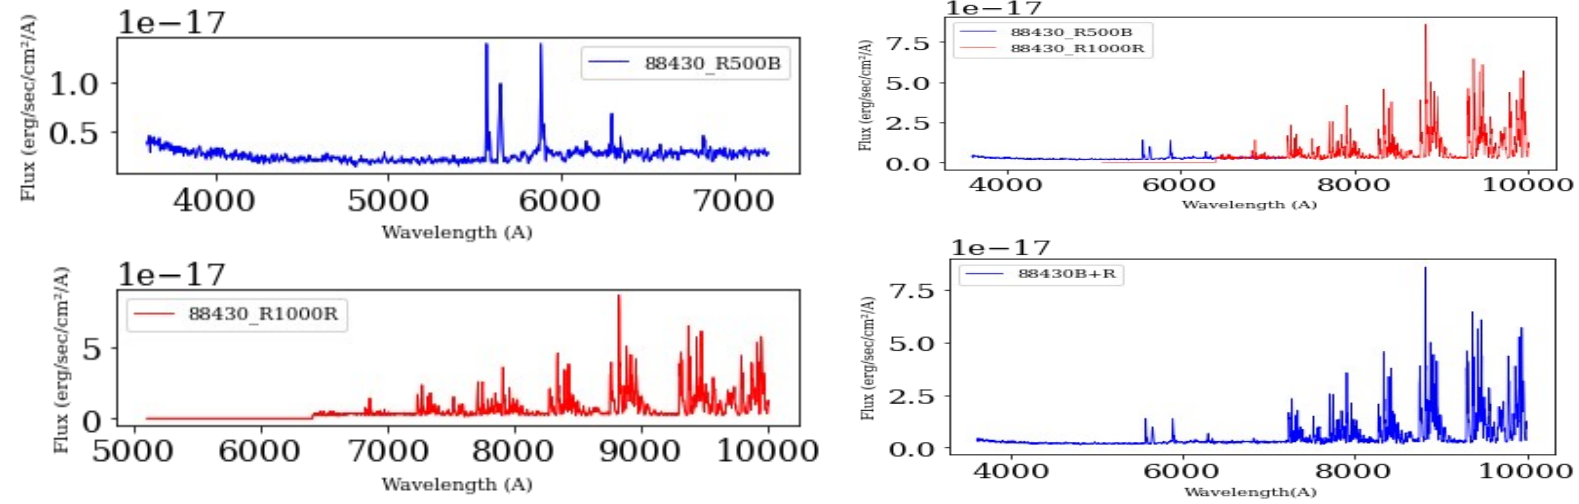 1e−17
Flux (erg/sec/cm²/A)
1.0
0.5
88430_R500B
4000 5000 6000 7000
Wavelength (A)
1e−17
Flux (erg/sec/cm²/A)
5
0
88430_R1000R
5000 6000 7000 8000 9000 10000
Wavelength (A)
1e−17
Flux (erg/sec/cm²/A)
7.5
5.0
2.5
0.0
88430_R500B
88430_R1000R
4000 6000 8000 10000
Wavelength (A)
1e−17
Flux (erg/sec/cm²/A)
7.5
5.0
2.5
0.0
88430B+R
4000 6000 8000 10000
Wavelength(A)